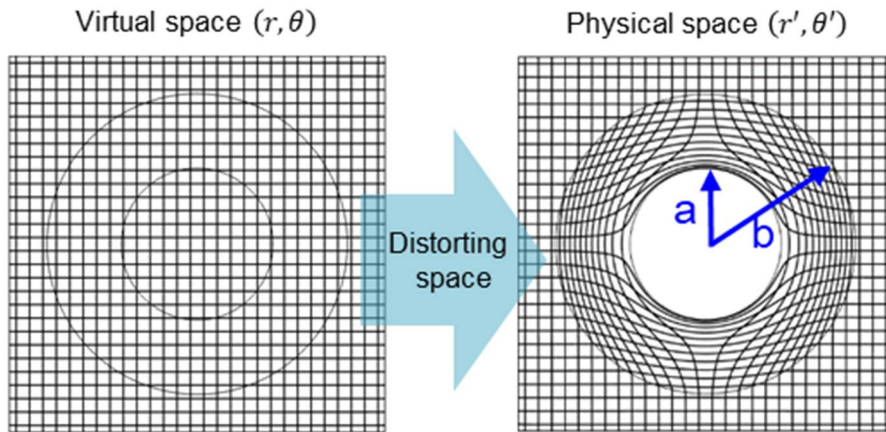 Virtual space (r, θ)
Physical space (r′, θ′)
Distorting
space
a
b